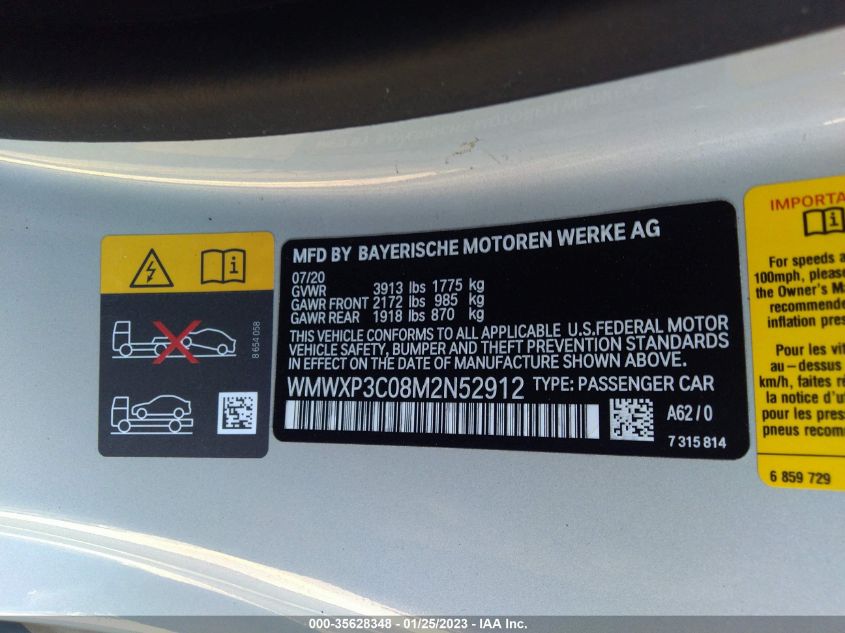 8 654 058
MFD BY BAYERISCHE MOTOREN WERKE AG
07/20
GVWR 3913 lbs 1775 kg
GAWR FRONT 2172 lbs 985 kg
GAWR REAR 1918 lbs 870 kg
THIS VEHICLE CONFORMS TO ALL APPLICABLE U.S.FEDERAL MOTOR
VEHICLE SAFETY, BUMPER AND THEFT PREVENTION STANDARDS
IN EFFECT ON THE DATE OF MANUFACTURE SHOWN ABOVE.
WMWXP3C08M2N52912 TYPE: PASSENGER CAR
A62/0
7 315 814
IMPORTA
For speeds a
100mph, please
the Owner's Ma
recommende
inflation pres
Pour les vit
au-dessus
km/h, faites ré
la notice d'ut
pour les press
pneus recom
6 859 729
000-35628348 - 01/25/2023 - IAA Inc.